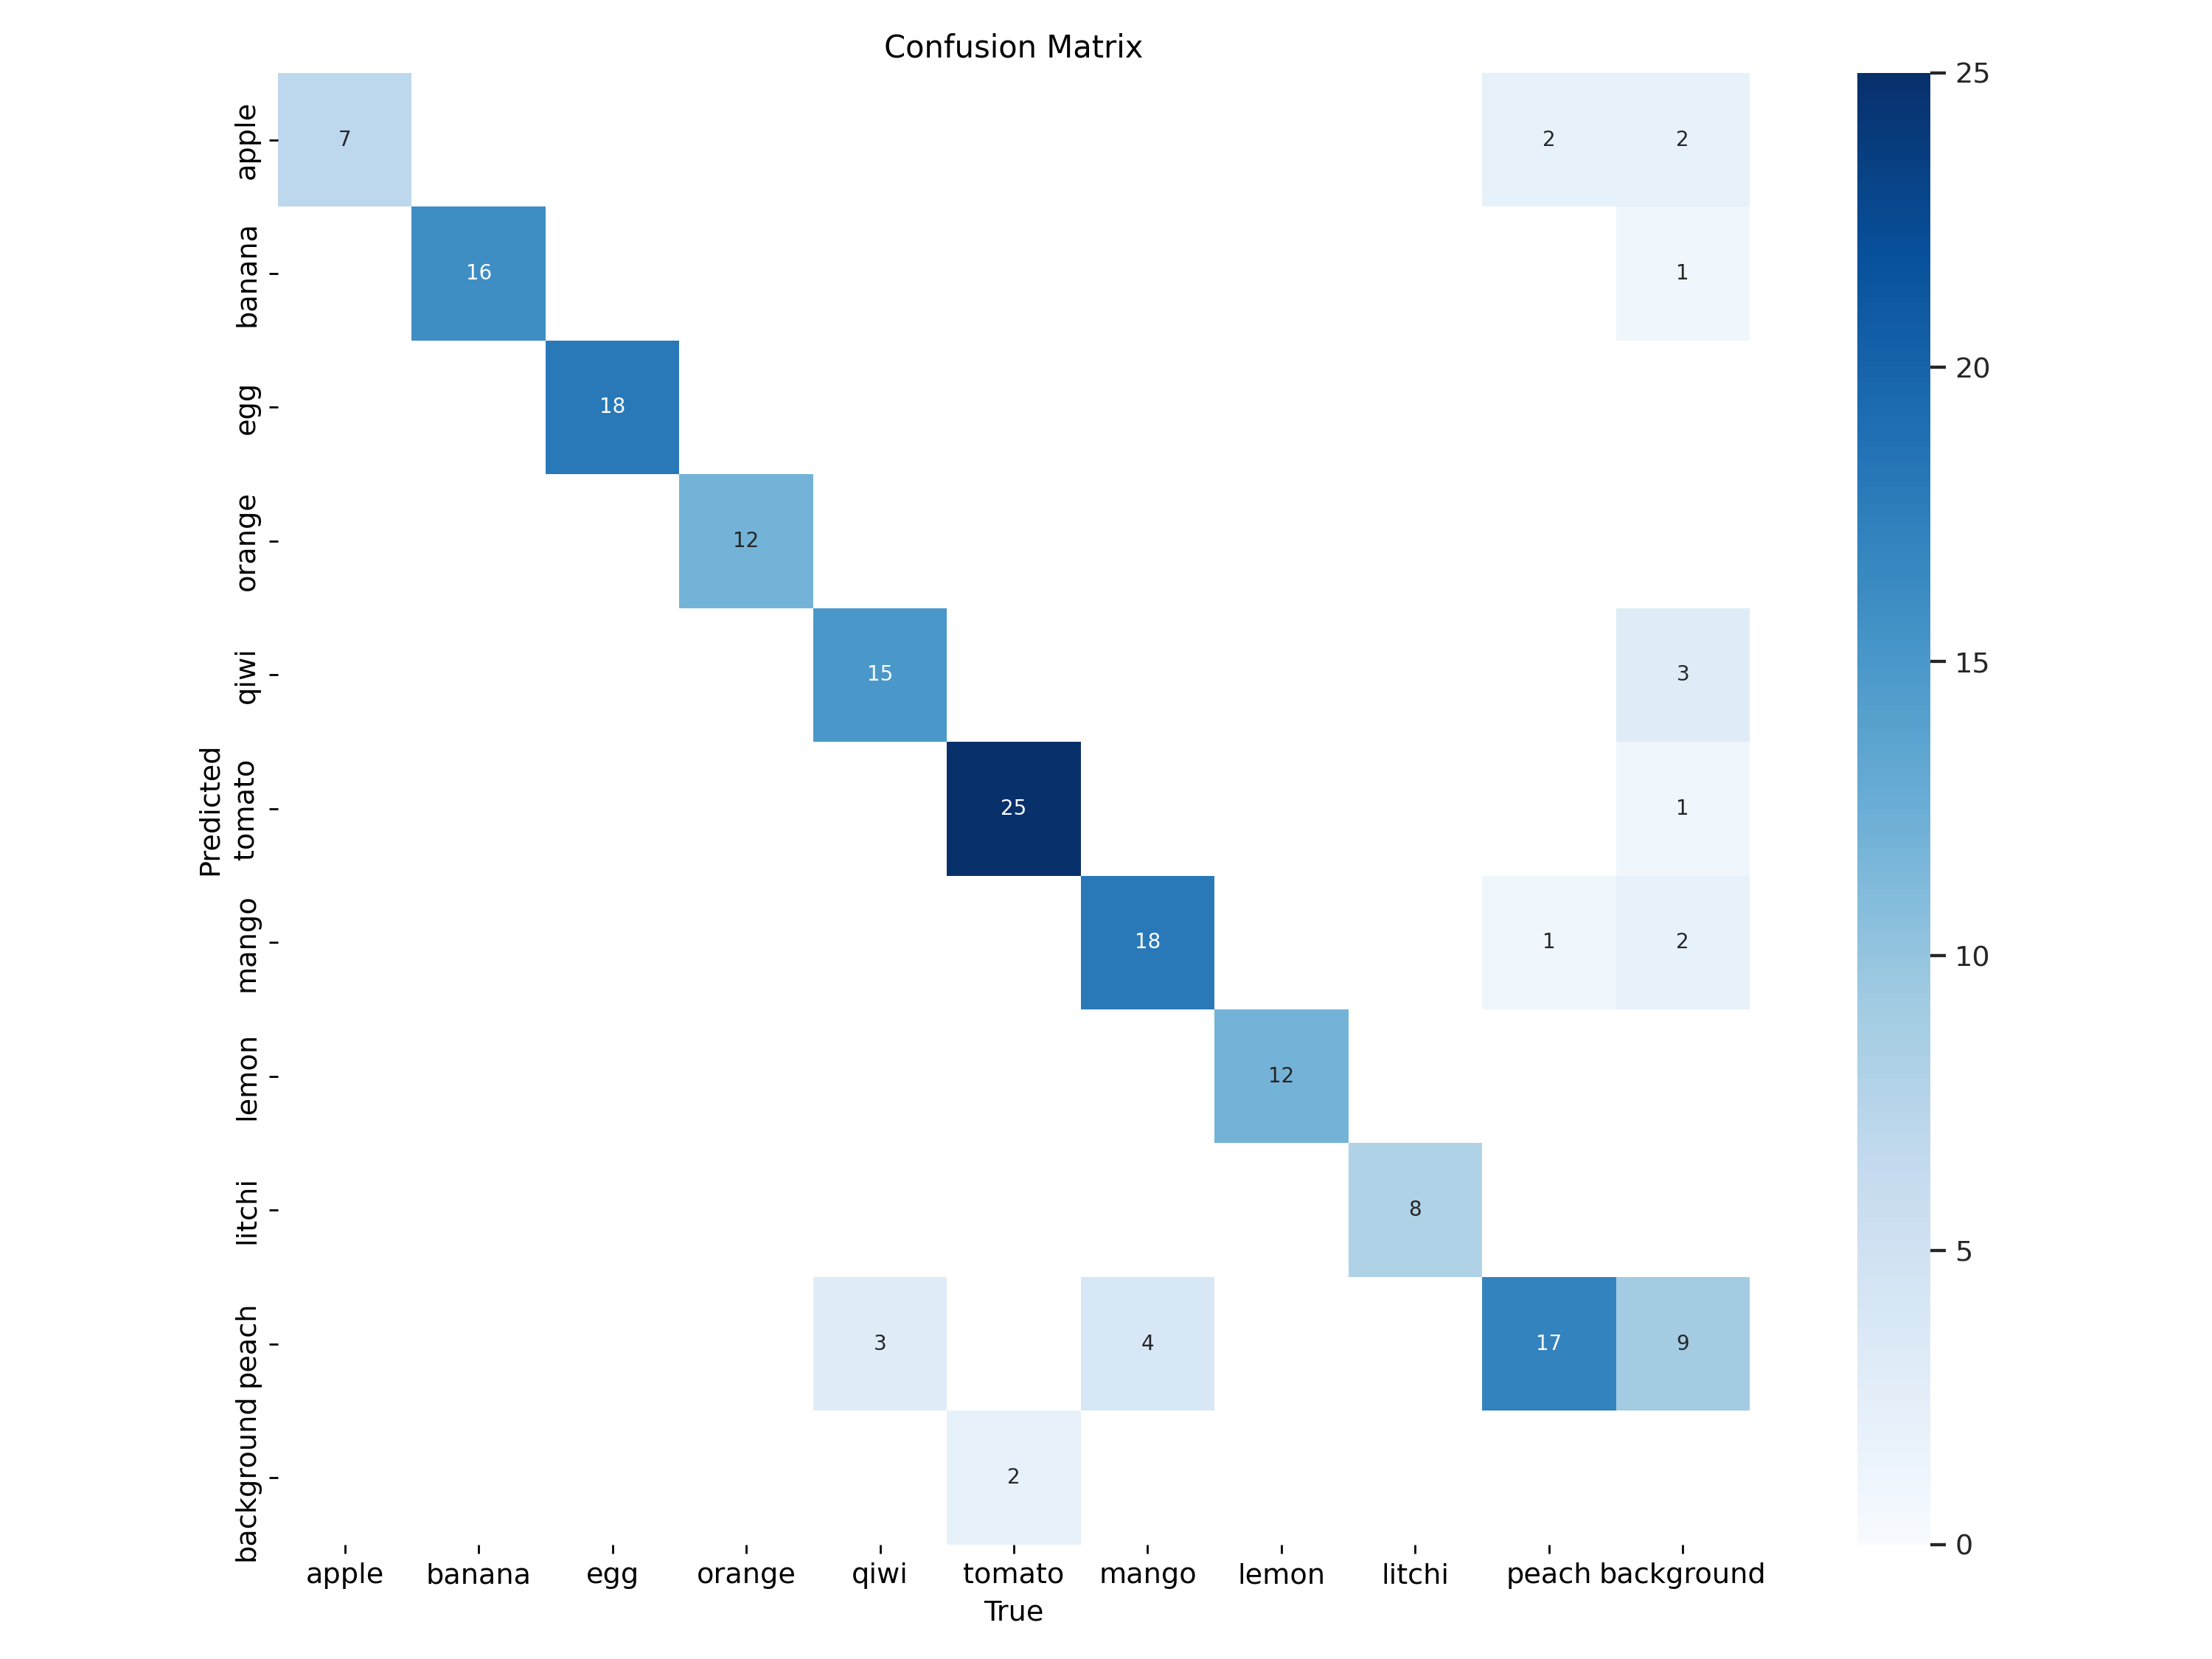 Confusion Matrix
apple 7 2 2
banana 16 1
egg 18
orange 12
qiwi 15 3
tomato 25 1
mango 18 1 2
lemon 12
litchi 8
peach 3 4 17 9
background 2
Predicted
apple banana egg orange qiwi tomato mango lemon litchi peach background
True
25
20
15
10
5
0